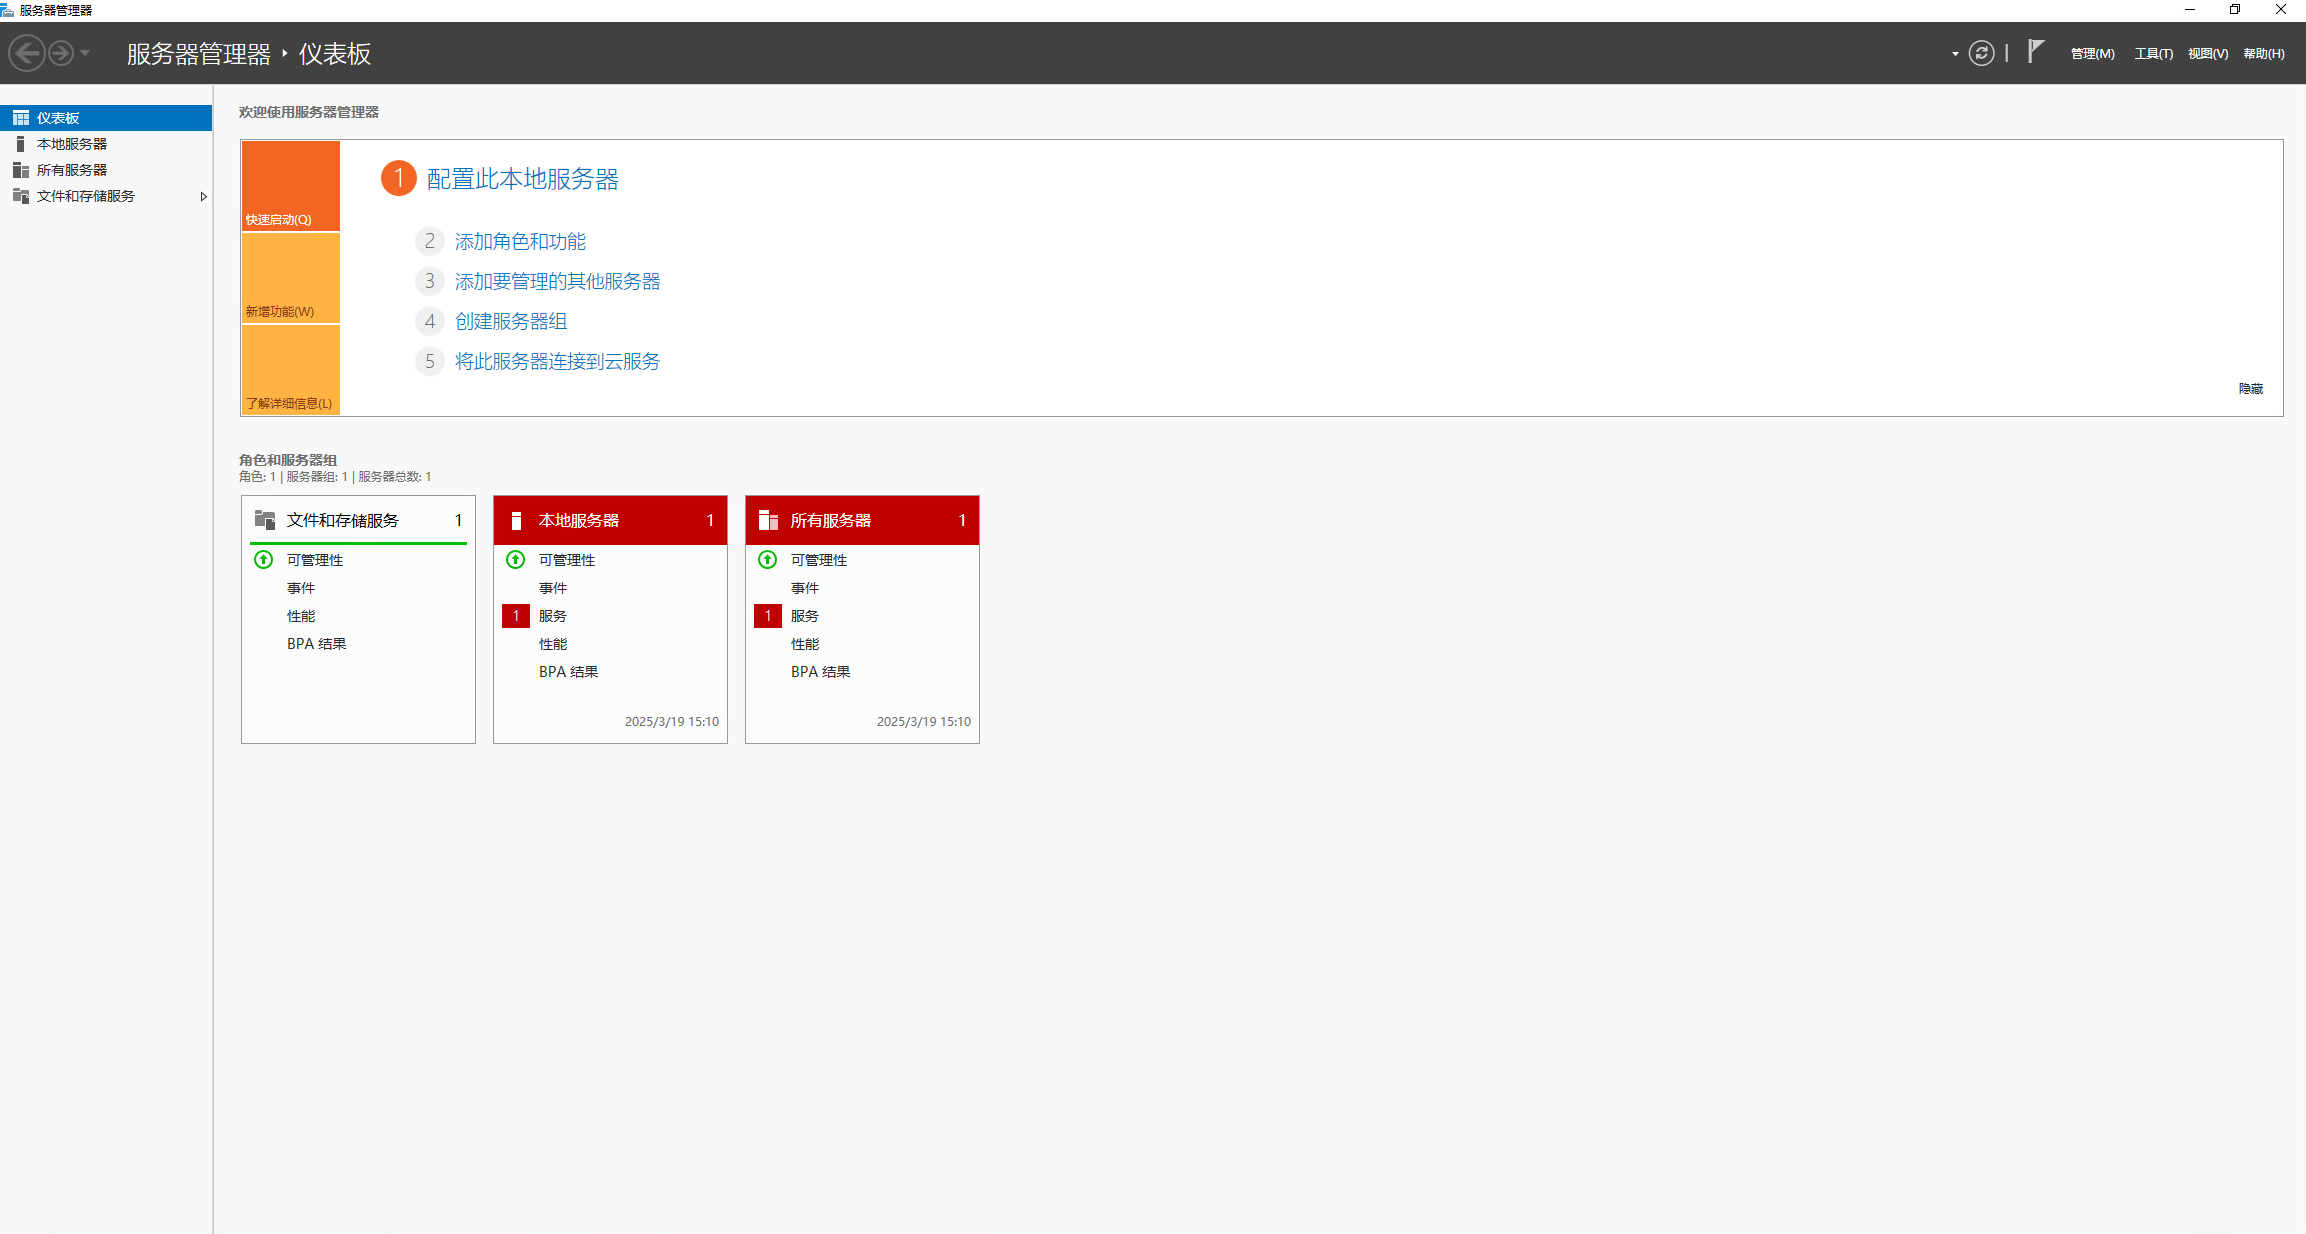 服务器管理器
服务器管理器 ‣ 仪表板
管理(M) 工具(T) 视图(V) 帮助(H)
仪表板
本地服务器
所有服务器
文件和存储服务
欢迎使用服务器管理器
快速启动(Q)
新增功能(W)
了解详细信息(L)
1 配置此本地服务器
2 添加角色和功能
3 添加要管理的其他服务器
4 创建服务器组
5 将此服务器连接到云服务
隐藏
角色和服务器组
角色: 1 | 服务器组: 1 | 服务器总数: 1
文件和存储服务 1
可管理性
事件
性能
BPA 结果
本地服务器 1
可管理性
事件
1 服务
性能
BPA 结果
2025/3/19 15:10
所有服务器 1
可管理性
事件
1 服务
性能
BPA 结果
2025/3/19 15:10